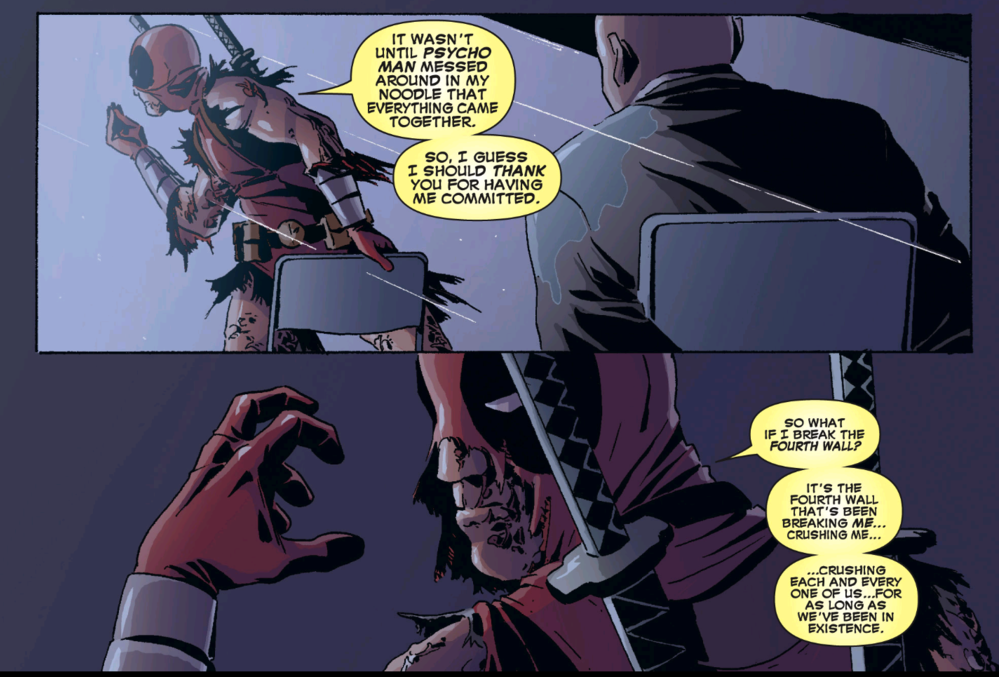 IT WASN'T
UNTIL PSYCHO
MAN MESSED
AROUND IN MY
NOODLE THAT
EVERYTHING CAME
TOGETHER.
SO, I GUESS
I SHOULD THANK
YOU FOR HAVING
ME COMMITTED.
SO WHAT
IF I BREAK THE
FOURTH WALL?
IT'S THE
FOURTH WALL
THAT'S BEEN
BREAKING ME...
CRUSHING ME...
...CRUSHING
EACH AND EVERY
ONE OF US...FOR
AS LONG AS
WE'VE BEEN IN
EXISTENCE.